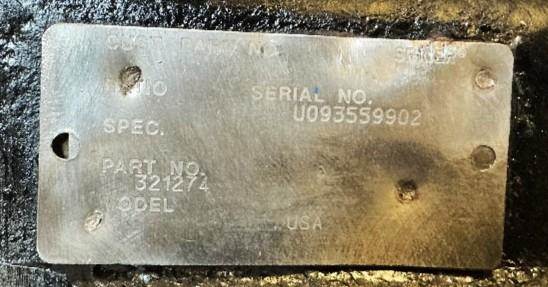 SERIAL NO.
U093559902
SPEC.
PART NO.
321274
ODEL
USA